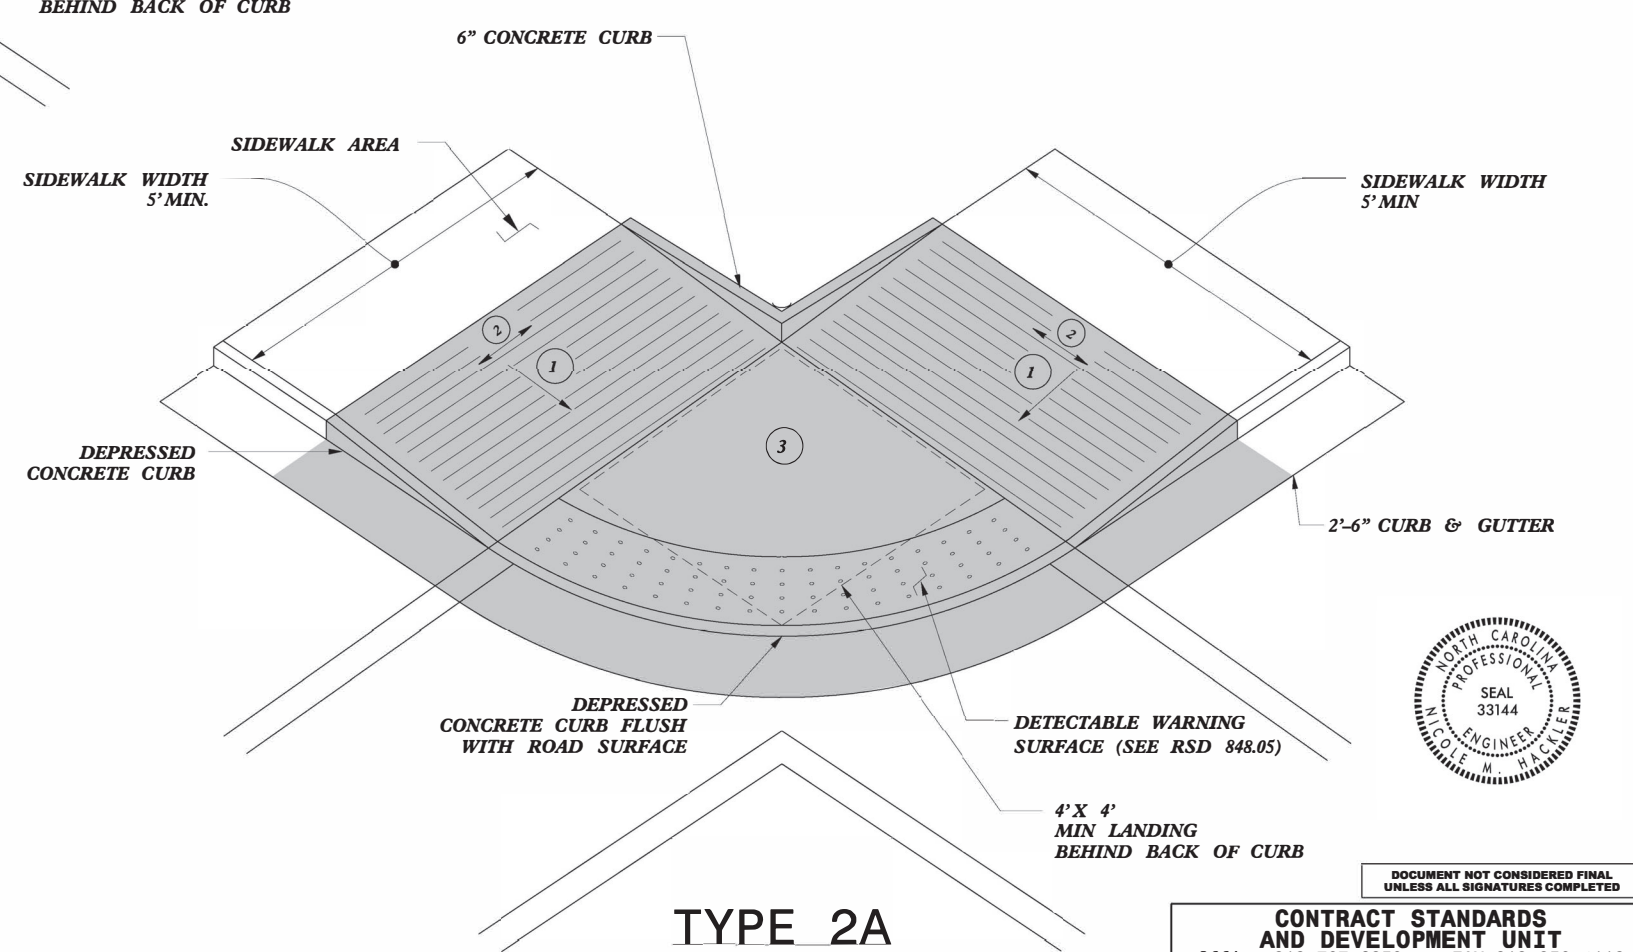 BEHIND BACK OF CURB
6" CONCRETE CURB
SIDEWALK AREA
SIDEWALK WIDTH
5' MIN.
SIDEWALK WIDTH
5' MIN
2
1
2
1
3
DEPRESSED
CONCRETE CURB
2'-6" CURB & GUTTER
DEPRESSED
CONCRETE CURB FLUSH
WITH ROAD SURFACE
DETECTABLE WARNING
SURFACE (SEE RSD 848.05)
4' X 4'
MIN LANDING
BEHIND BACK OF CURB
NORTH CAROLINA
PROFESSIONAL
SEAL
33144
ENGINEER
NICOLE M. HACKLER
DOCUMENT NOT CONSIDERED FINAL
UNLESS ALL SIGNATURES COMPLETED
TYPE 2A
CONTRACT STANDARDS
AND DEVELOPMENT UNIT